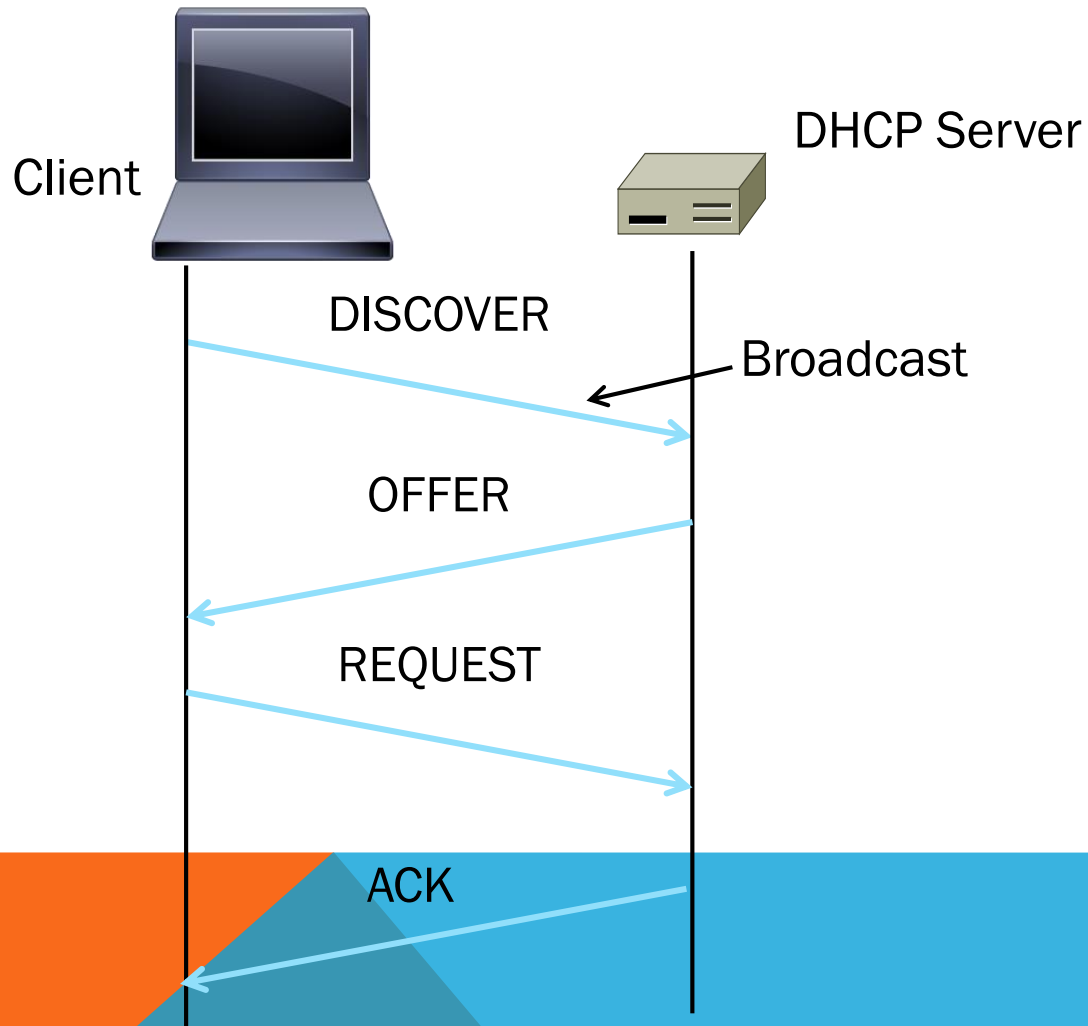 DHCP Server
Client
DISCOVER
Broadcast
OFFER
REQUEST
ACK